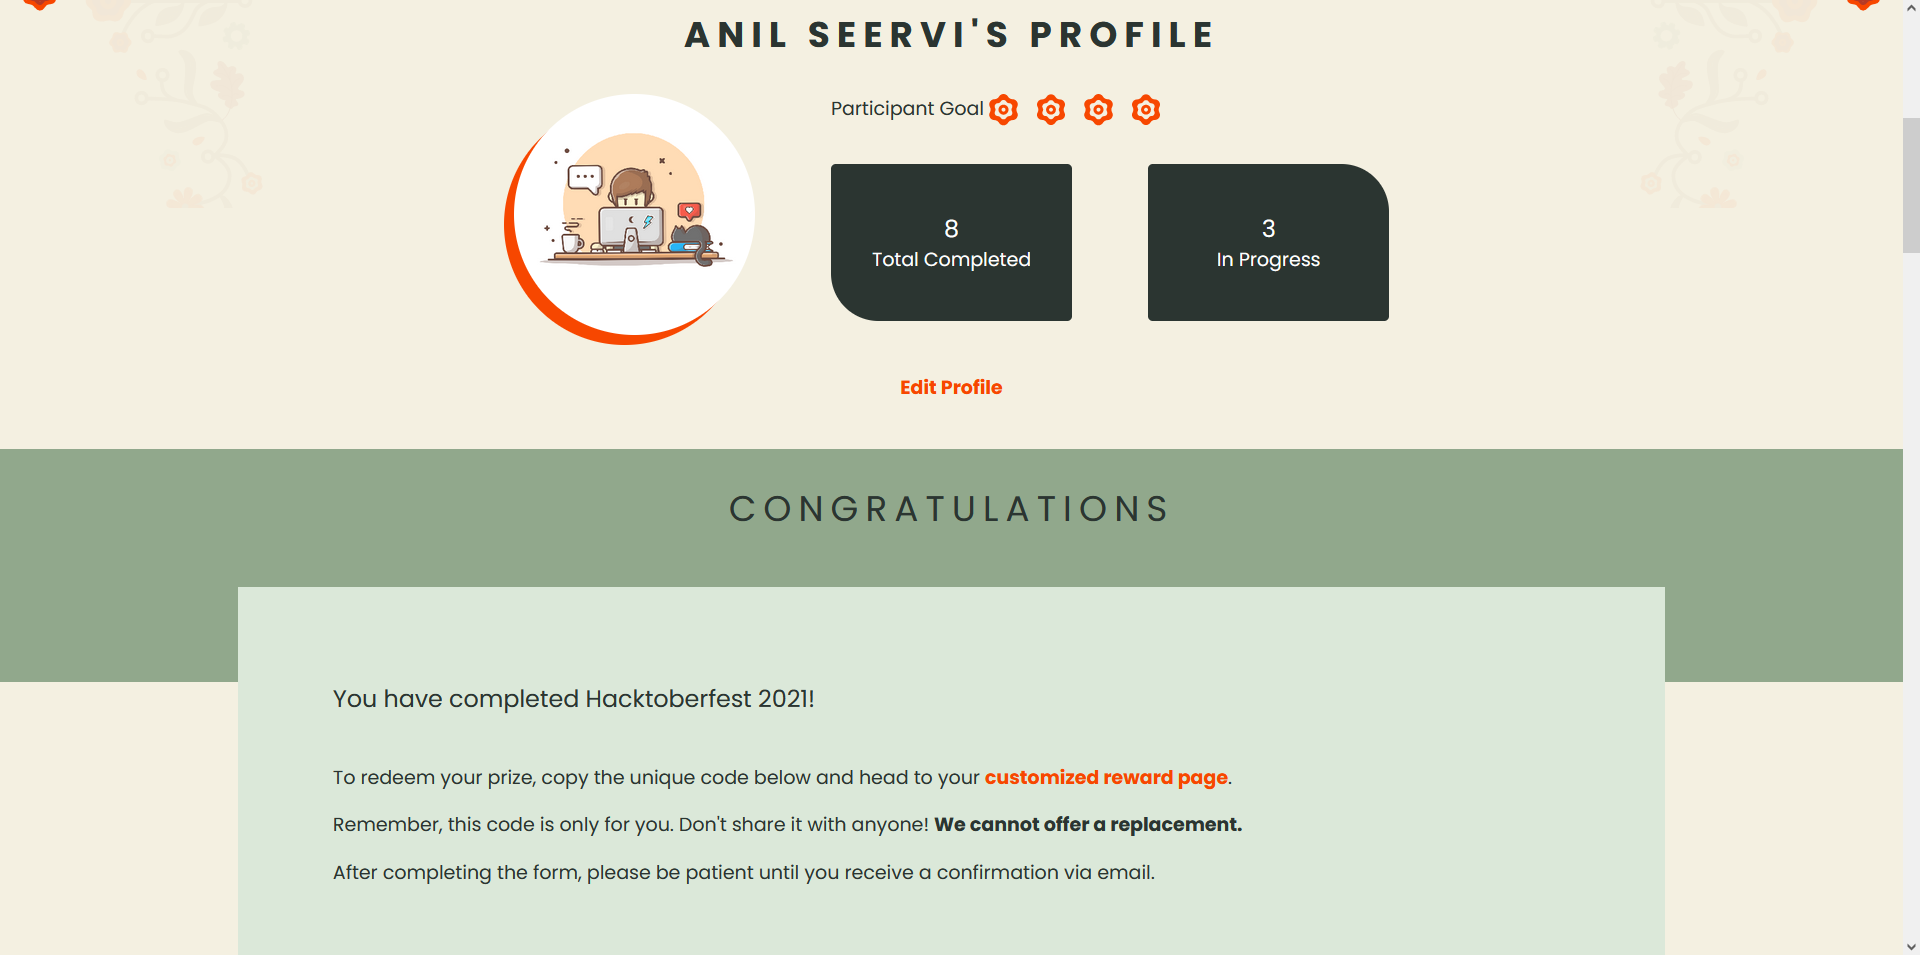 ANIL SEERVI'S PROFILE
Participant Goal
8
Total Completed
3
In Progress
Edit Profile
CONGRATULATIONS
You have completed Hacktoberfest 2021!
To redeem your prize, copy the unique code below and head to your customized reward page.
Remember, this code is only for you. Don't share it with anyone! We cannot offer a replacement.
After completing the form, please be patient until you receive a confirmation via email.